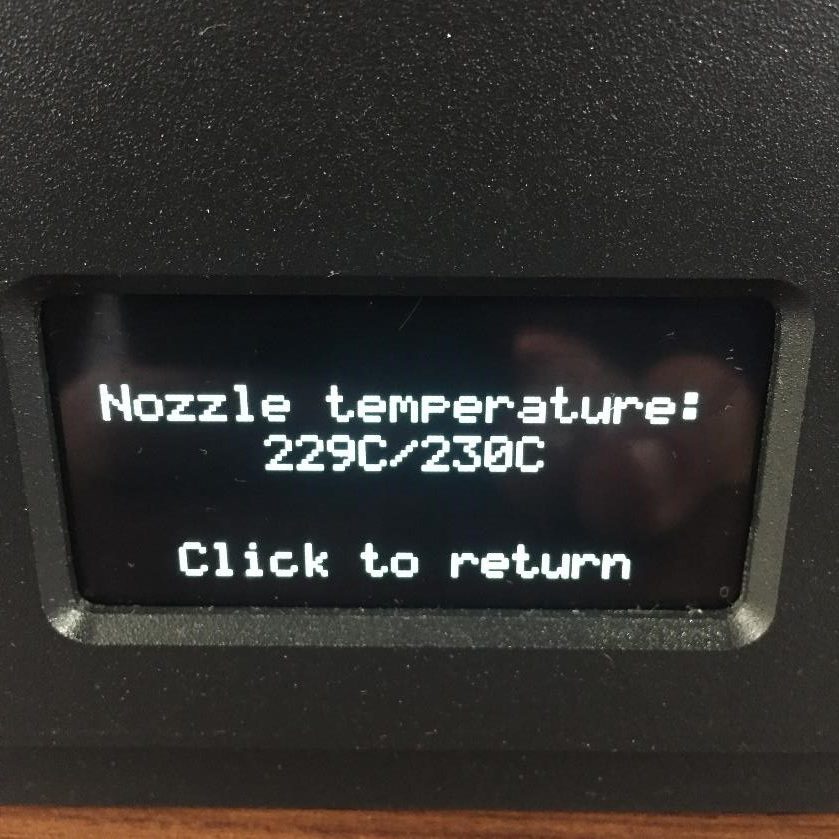 Nozzle temperature:
229C/230C
Click to return